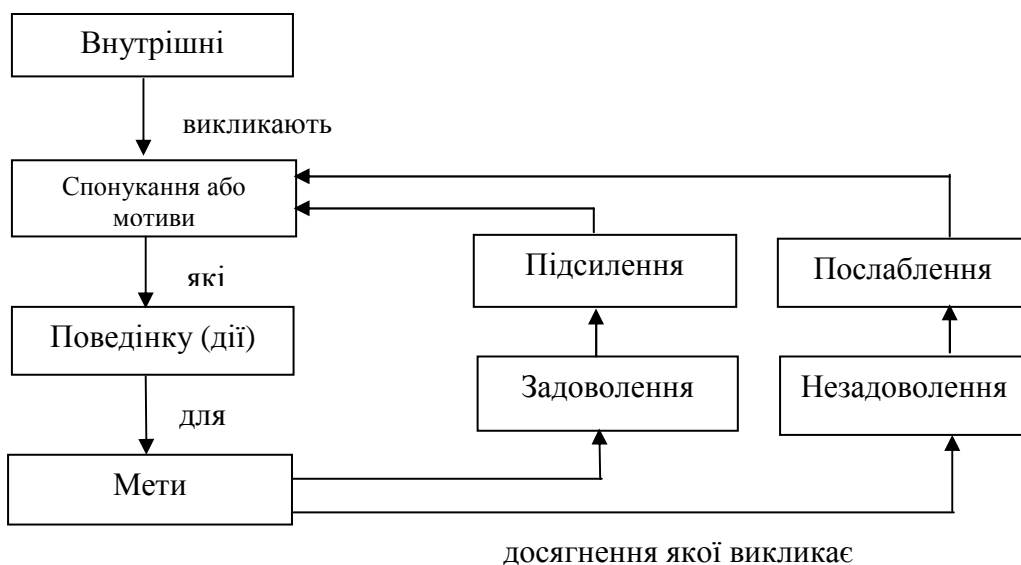 Внутрішні
викликають
Спонукання або
мотиви
які
Поведінку (дії)
для
Мети
Підсилення
Задоволення
Послаблення
Незадоволення
досягнення якої викликає